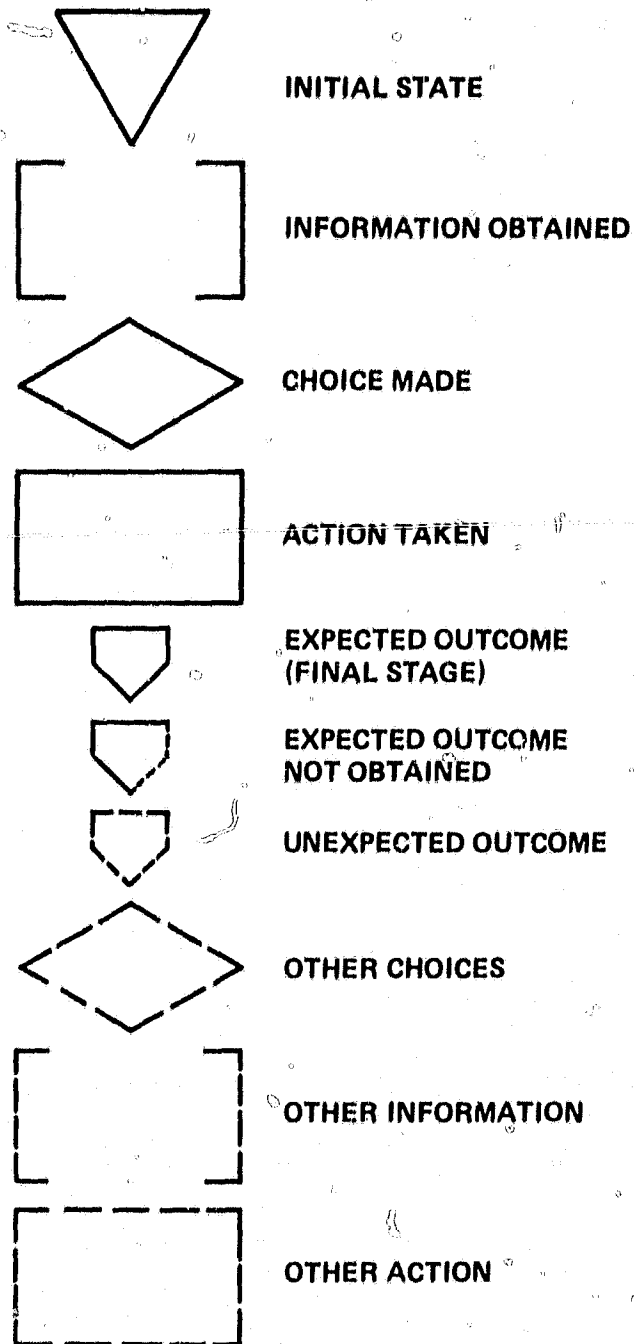 INITIAL STATE
INFORMATION OBTAINED
CHOICE MADE
ACTION TAKEN
EXPECTED OUTCOME
(FINAL STAGE)
EXPECTED OUTCOME
NOT OBTAINED
UNEXPECTED OUTCOME
OTHER CHOICES
OTHER INFORMATION
OTHER ACTION